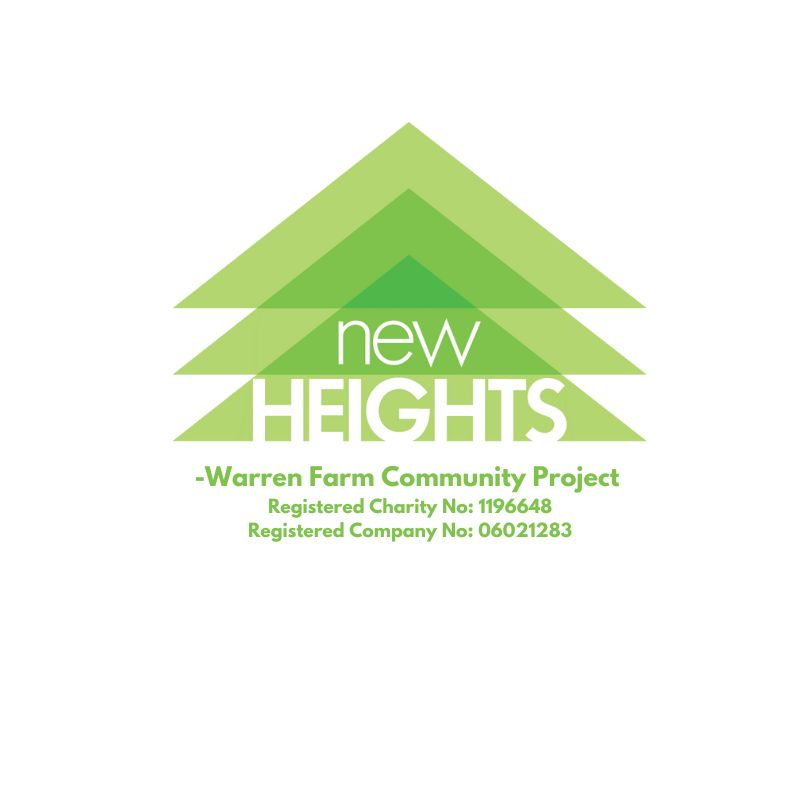 new
HEIGHTS
-Warren Farm Community Project
Registered Charity No: 1196648
Registered Company No: 06021283